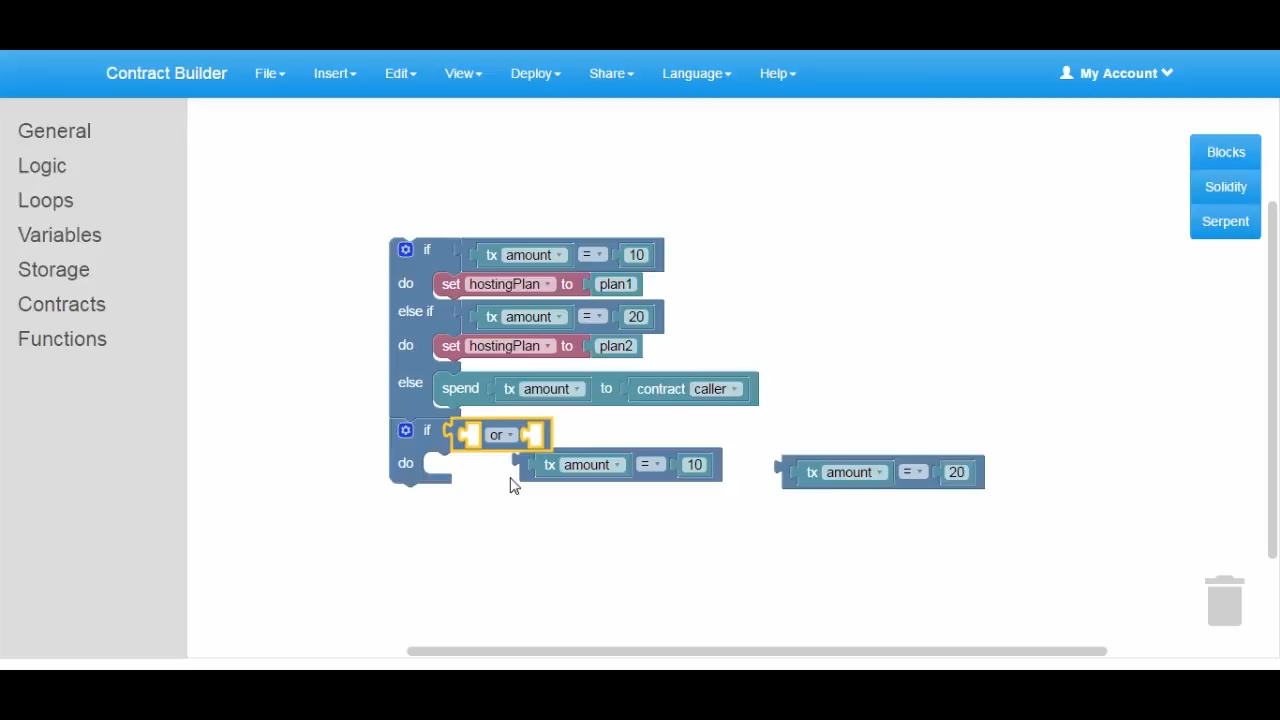 Contract Builder File Insert Edit View Deploy Share Language Help My Account
General
Logic
Loops
Variables
Storage
Contracts
Functions
if tx amount = 10
do set hostingPlan to plan1
else if tx amount = 20
do set hostingPlan to plan2
else spend tx amount to contract caller
if or
do
tx amount = 10
tx amount = 20
Blocks
Solidity
Serpent